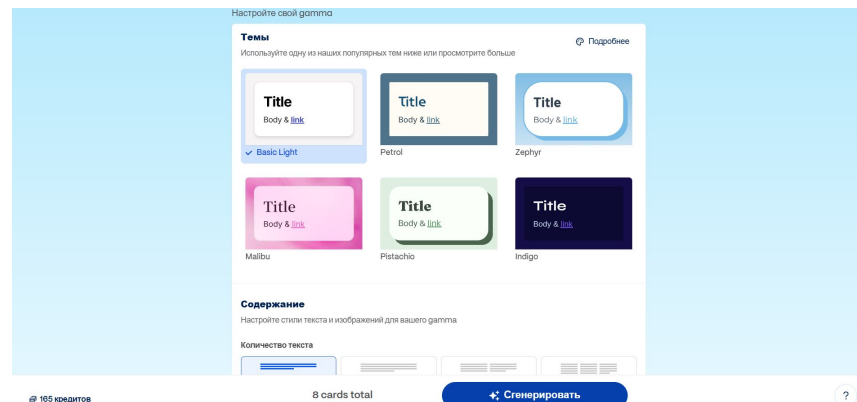 Настройте свой gamma
Темы
Подробнее
Используйте одну из наших популярных тем ниже или просмотрите больше
Title
Body & link
Basic Light
Title
Body & link
Petrol
Title
Body & link
Zephyr
Title
Body & link
Malibu
Title
Body & link
Pistachio
Title
Body & link
Indigo
Содержание
Настройте стили текста и изображений для вашего gamma
Количество текста
165 кредитов
8 cards total
Сгенерировать
?